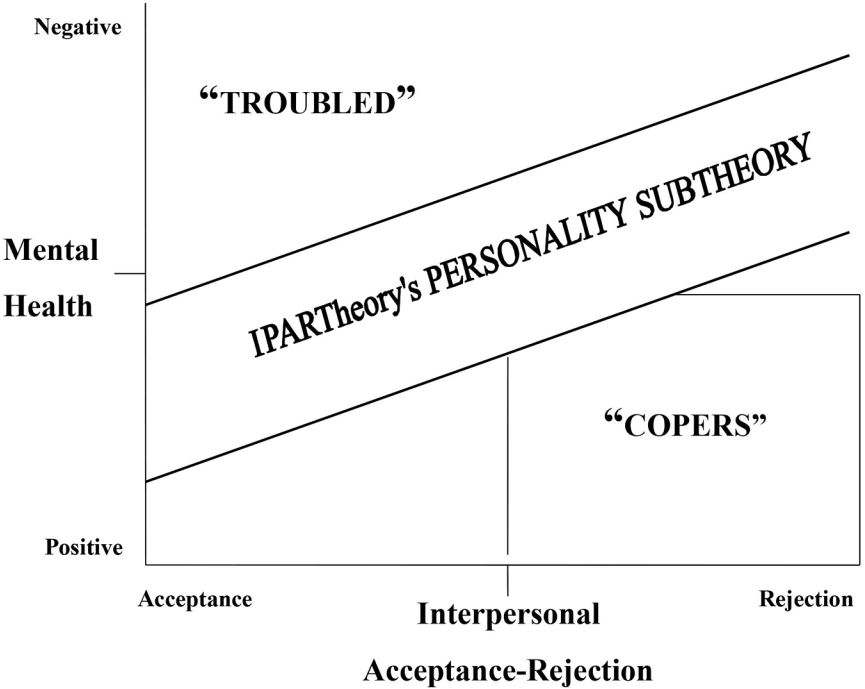 Negative
“TROUBLED”
IPARTheory's PERSONALITY SUBTHEORY
Mental
Health
“COPERS”
Positive
Acceptance
Interpersonal
Rejection
Acceptance-Rejection